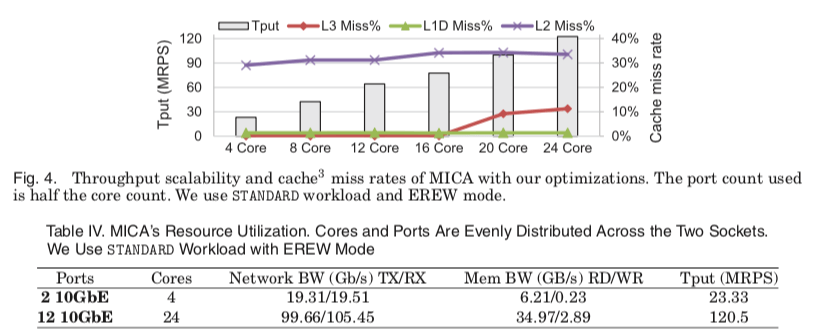 Tput L3 Miss% L1D Miss% L2 Miss%
120 40%
90 30%
60 20%
30 10%
0 0%
Tput (MRPS)
Cache miss rate
4 Core 8 Core 12 Core 16 Core 20 Core 24 Core
Fig. 4. Throughput scalability and cache³ miss rates of MICA with our optimizations. The port count used
is half the core count. We use STANDARD workload and EREW mode.
Table IV. MICA's Resource Utilization. Cores and Ports Are Evenly Distributed Across the Two Sockets.
We Use STANDARD Workload with EREW Mode
Ports Cores Network BW (Gb/s) TX/RX Mem BW (GB/s) RD/WR Tput (MRPS)
2 10GbE 4 19.31/19.51 6.21/0.23 23.33
12 10GbE 24 99.66/105.45 34.97/2.89 120.5